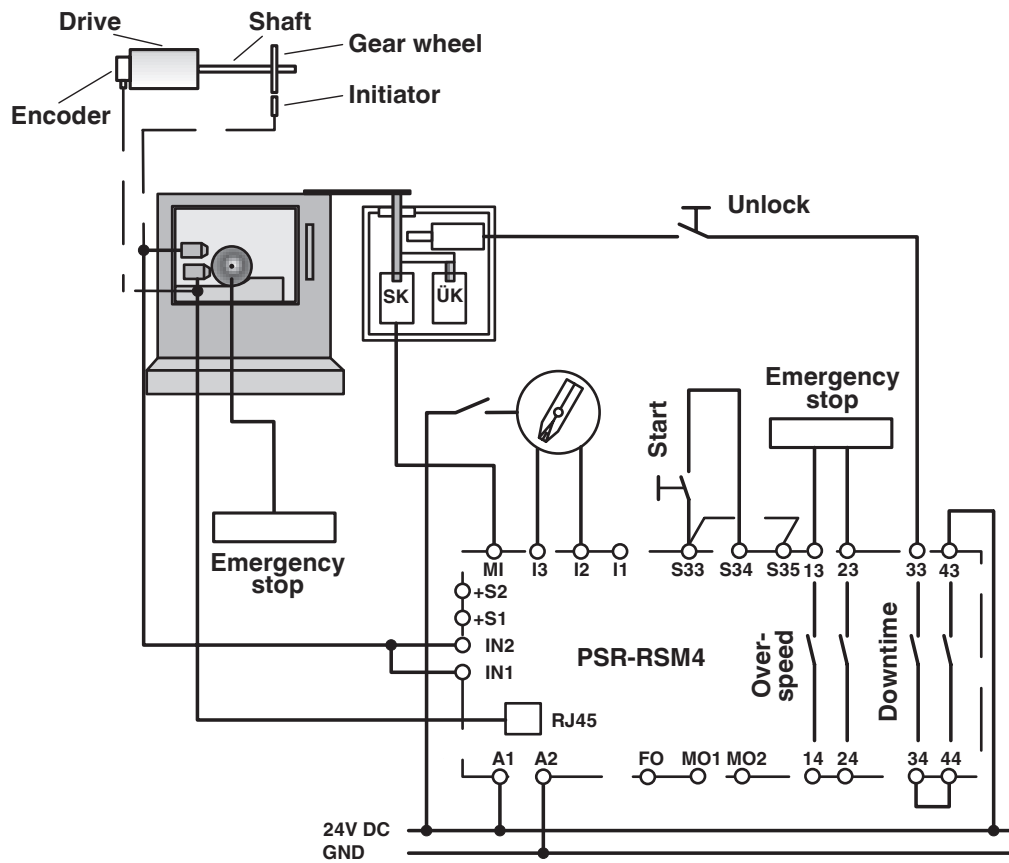 Drive
Shaft
Gear wheel
Initiator
Encoder
Unlock
SK
ÜK
Emergency
stop
Start
Emergency
stop
MI
I3
I2
I1
S33
S34
S35
13
23
33
43
+S2
+S1
IN2
IN1
PSR-RSM4
Over-
speed
Downtime
RJ45
A1
A2
FO
MO1
MO2
14
24
34
44
24V DC
GND